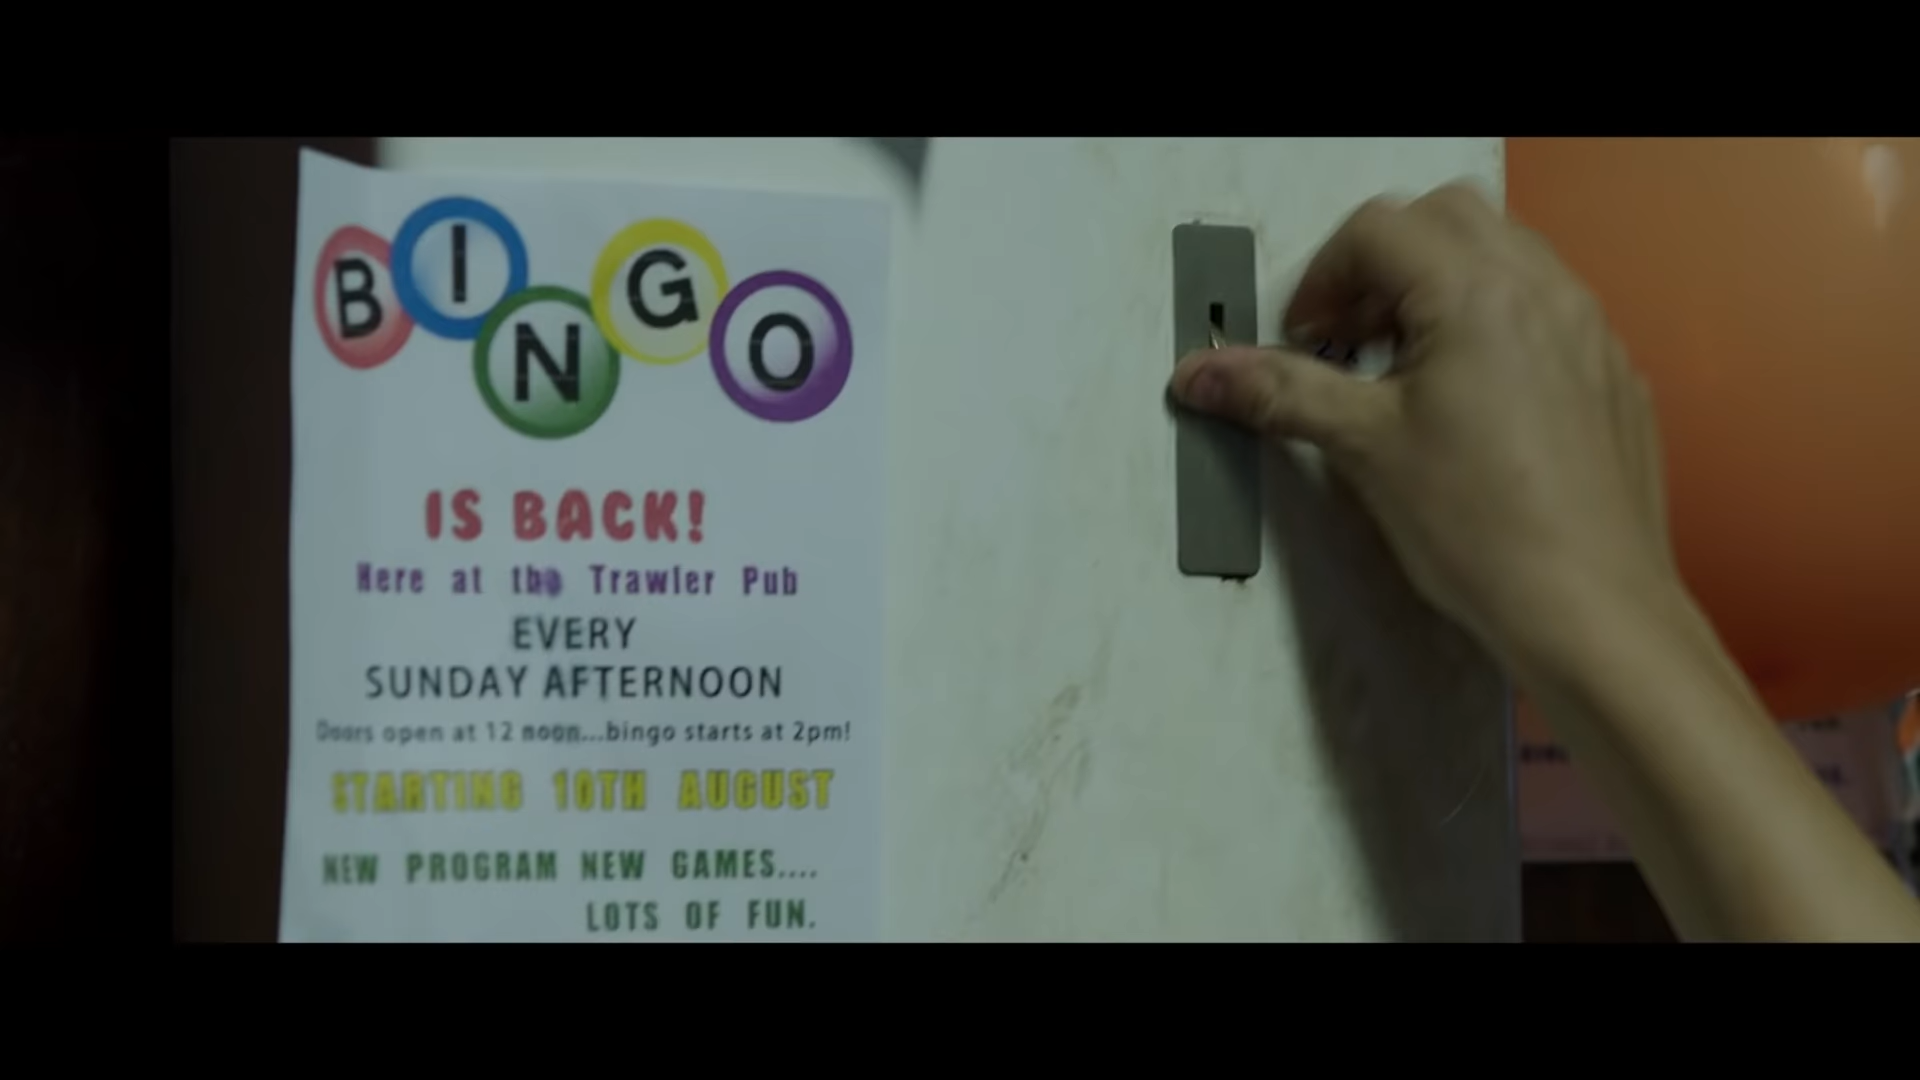 BINGO
IS BACK!
Here at the Trawler Pub
EVERY
SUNDAY AFTERNOON
Doors open at 12 noon...bingo starts at 2pm!
STARTING 10TH AUGUST
NEW PROGRAM NEW GAMES....
LOTS OF FUN.